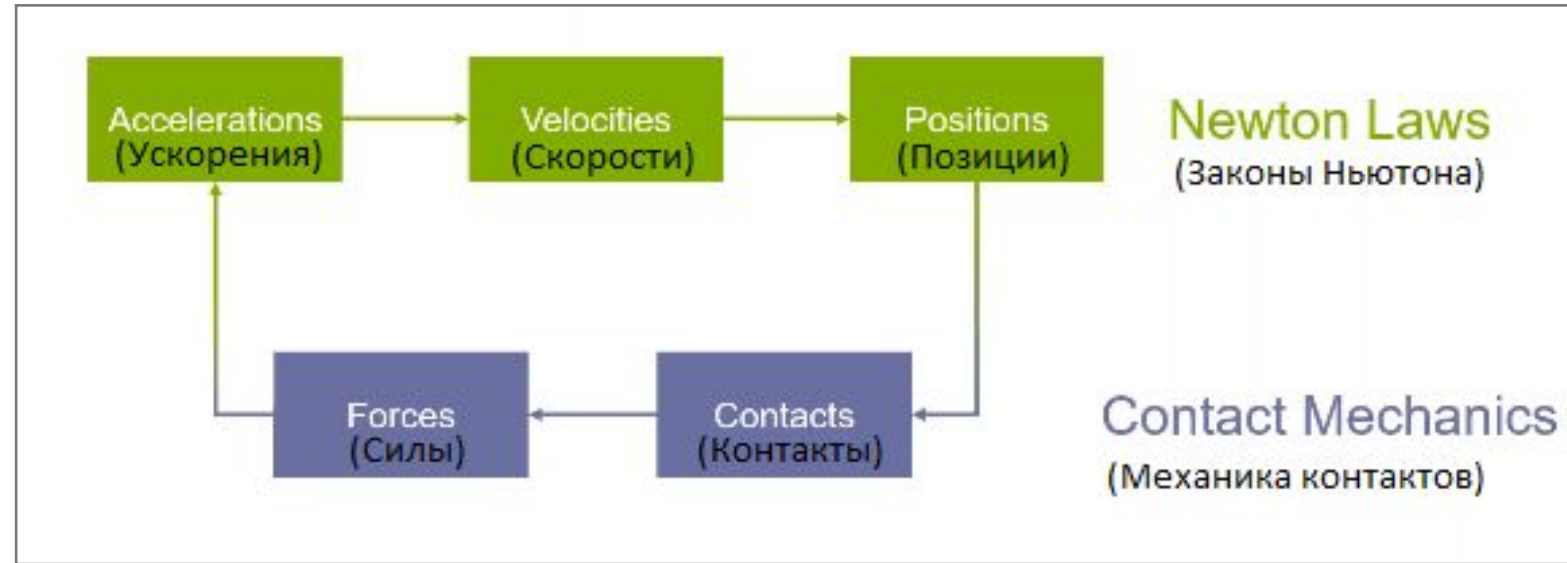 Accelerations
(Ускорения)
Velocities
(Скорости)
Positions
(Позиции)
Newton Laws
(Законы Ньютона)
Forces
(Силы)
Contacts
(Контакты)
Contact Mechanics
(Механика контактов)